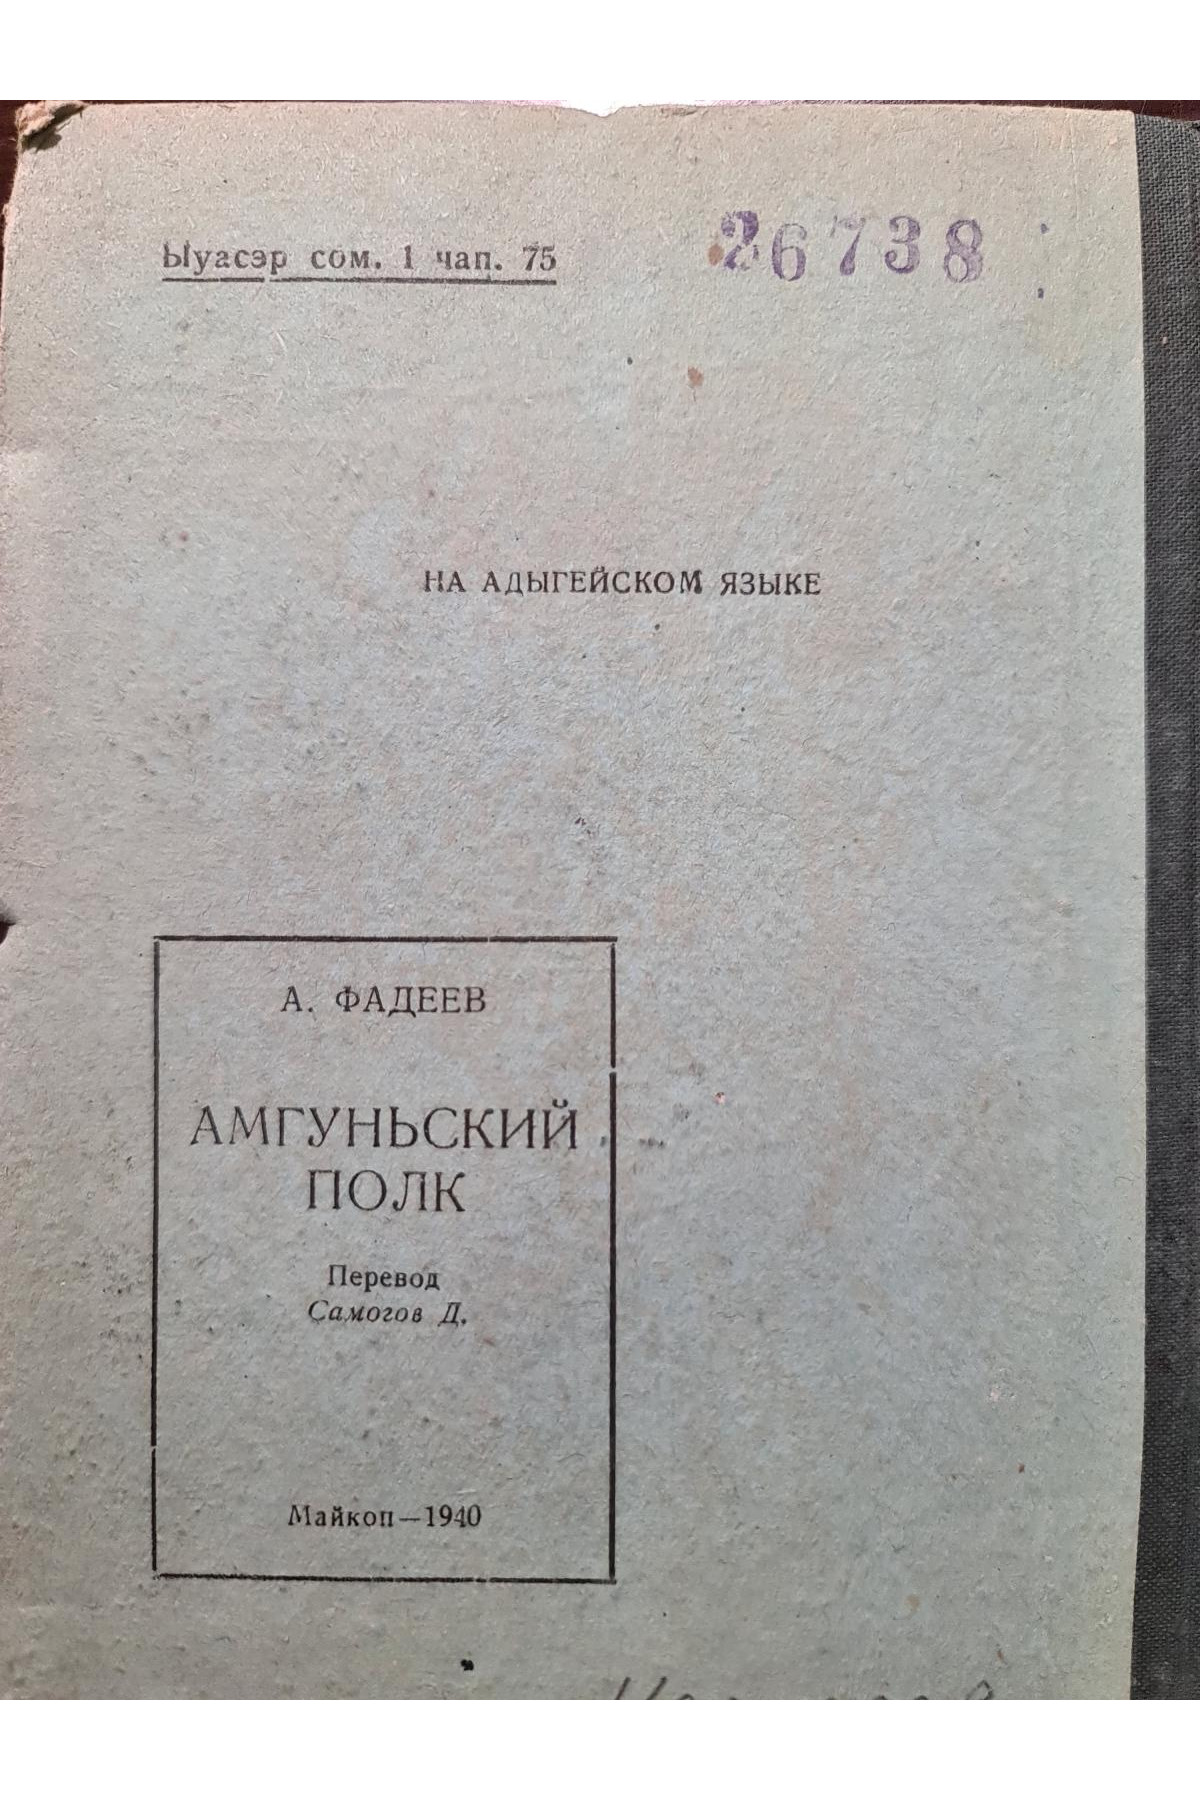 Ыуасэр сом. 1 чап. 75
26738
НА АДЫГЕЙСКОМ ЯЗЫКЕ
А. ФАДЕЕВ
АМГУНЬСКИЙ
ПОЛК
Перевод
Самогов Д.
Майкоп—1940